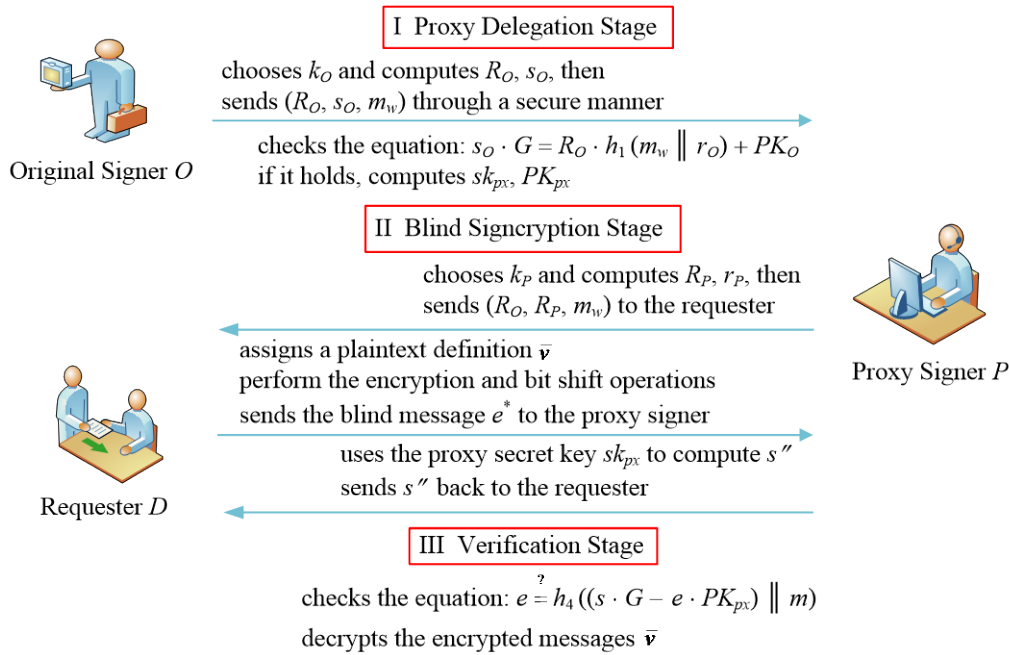 I Proxy Delegation Stage
chooses k_O and computes R_O, s_O, then
sends (R_O, s_O, m_w) through a secure manner
checks the equation: s_O · G = R_O · h_1 (m_w ∥ r_O) + PK_O
if it holds, computes sk_px, PK_px
Original Signer O
II Blind Signcryption Stage
chooses k_P and computes R_P, r_P, then
sends (R_O, R_P, m_w) to the requester
assigns a plaintext definition v̄
perform the encryption and bit shift operations
sends the blind message e* to the proxy signer
Proxy Signer P
uses the proxy secret key sk_px to compute s″
sends s″ back to the requester
Requester D
III Verification Stage
checks the equation: e ≟ h_4 ((s · G − e · PK_px) ∥ m)
decrypts the encrypted messages v̄